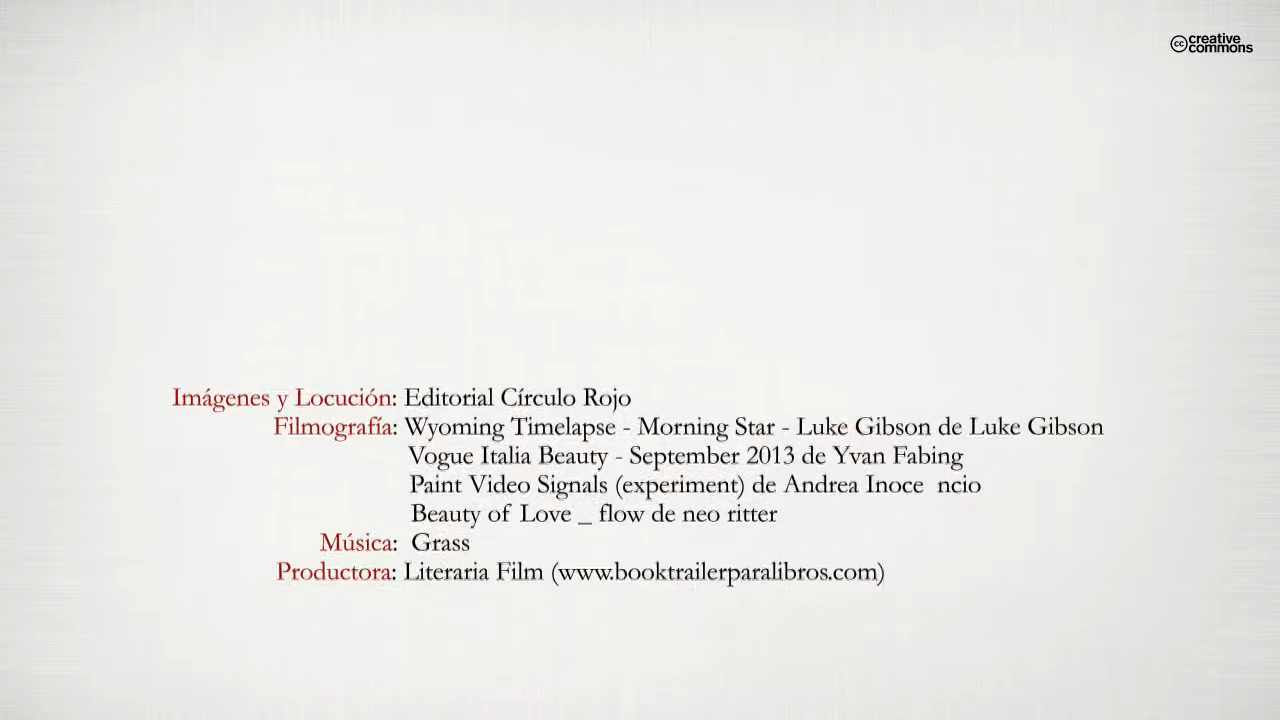 cc creative
commons
Imágenes y Locución: Editorial Círculo Rojo
Filmografía: Wyoming Timelapse - Morning Star - Luke Gibson de Luke Gibson
Vogue Italia Beauty - September 2013 de Yvan Fabing
Paint Video Signals (experiment) de Andrea Inoce ncio
Beauty of Love _ flow de neo ritter
Música: Grass
Productora: Literaria Film (www.booktrailerparalibros.com)